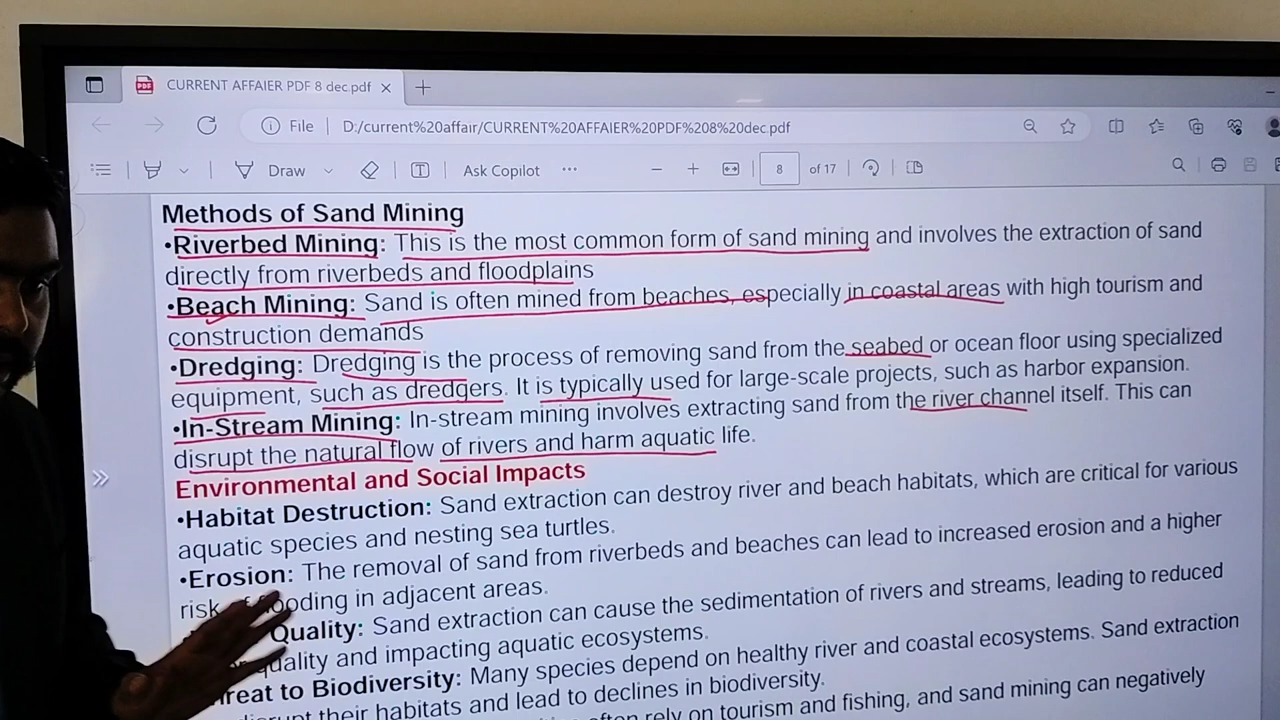 CURRENT AFFAIER PDF 8 dec.pdf
File D:/current%20affair/CURRENT%20AFFAIER%20PDF%208%20dec.pdf
Draw Ask Copilot 8 of 17
Methods of Sand Mining
•Riverbed Mining: This is the most common form of sand mining and involves the extraction of sand
directly from riverbeds and floodplains
•Beach Mining: Sand is often mined from beaches, especially in coastal areas with high tourism and
construction demands
•Dredging: Dredging is the process of removing sand from the seabed or ocean floor using specialized
equipment, such as dredgers. It is typically used for large-scale projects, such as harbor expansion.
•In-Stream Mining: In-stream mining involves extracting sand from the river channel itself. This can
disrupt the natural flow of rivers and harm aquatic life.
Environmental and Social Impacts
•Habitat Destruction: Sand extraction can destroy river and beach habitats, which are critical for various
aquatic species and nesting sea turtles.
•Erosion: The removal of sand from riverbeds and beaches can lead to increased erosion and a higher
risk flooding in adjacent areas.
Quality: Sand extraction can cause the sedimentation of rivers and streams, leading to reduced
quality and impacting aquatic ecosystems.
to Biodiversity: Many species depend on healthy river and coastal ecosystems. Sand extraction
their habitats and lead to declines in biodiversity.
often rely on tourism and fishing, and sand mining can negatively